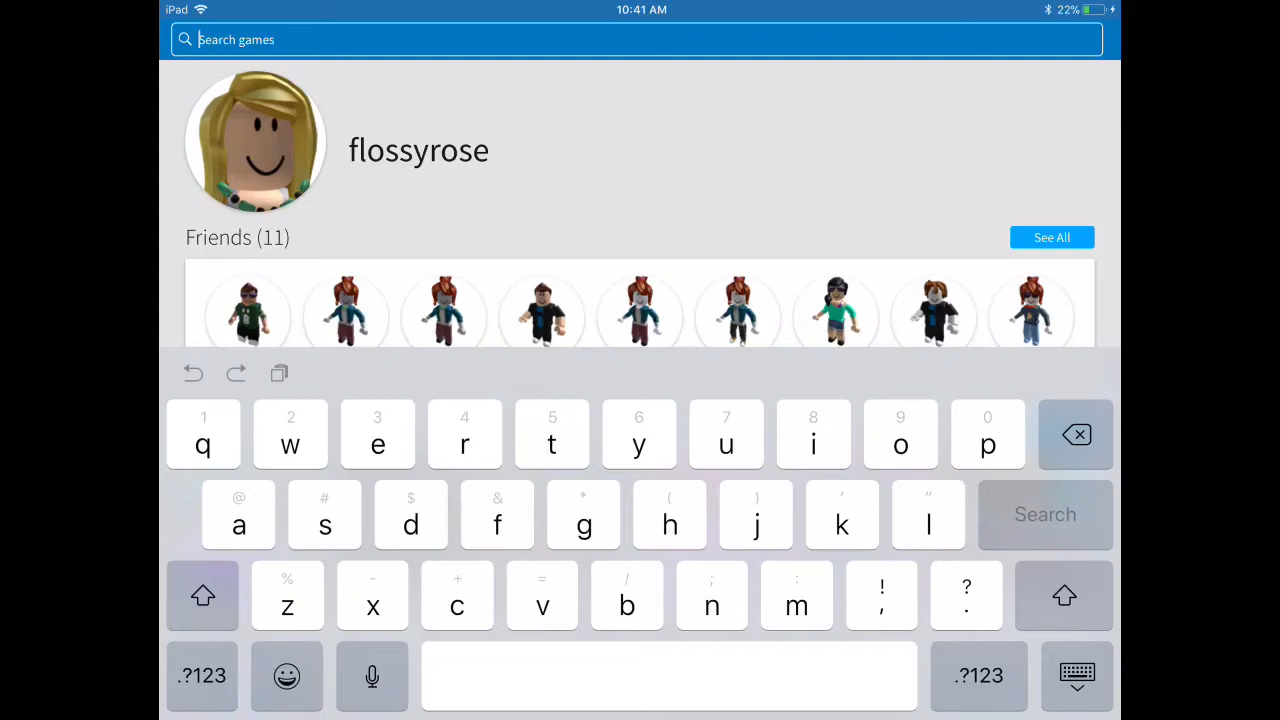 iPad 10:41 AM 22%
Search games
flossyrose
Friends (11) See All
1 2 3 4 5 6 7 8 9 0
q w e r t y u i o p
@ # $ & * ( ) ' "
a s d f g h j k l Search
% - + = / ; : ! ?
z x c v b n m , .
.?123 .?123